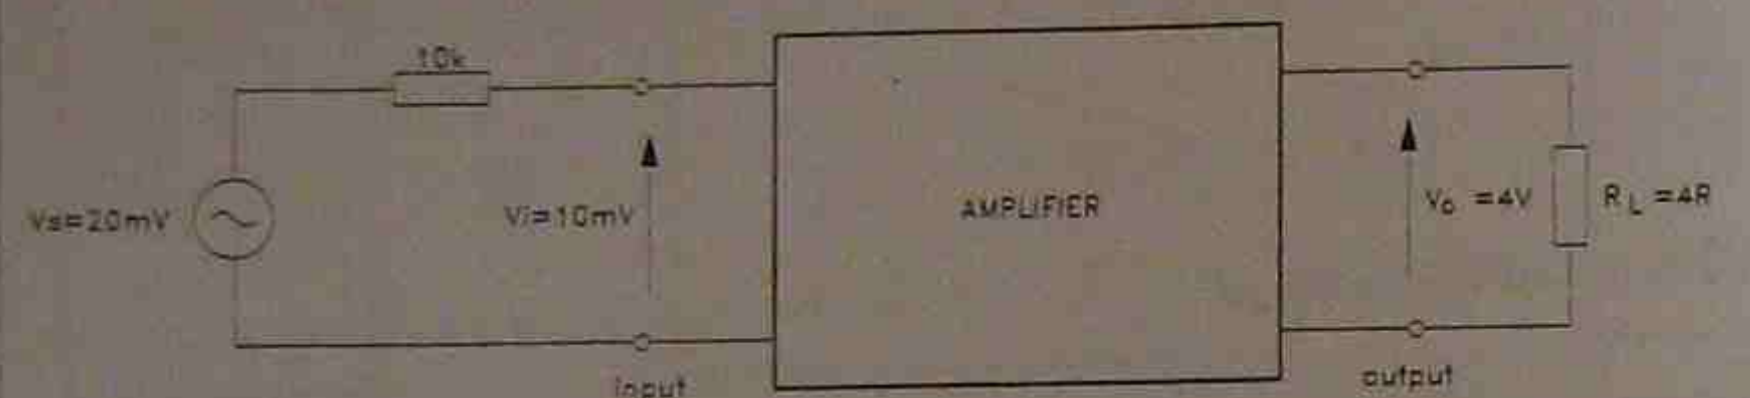 10k
Vs=20mV
Vi=10mV
AMPLIFIER
Vo =4V
RL =4R
input
output